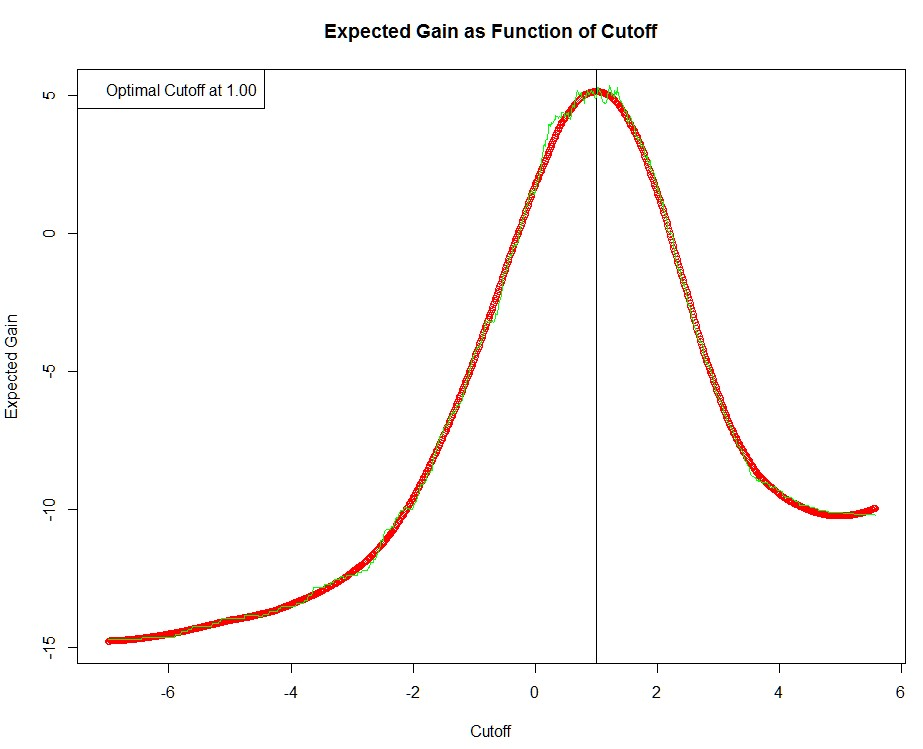 Expected Gain as Function of Cutoff
Optimal Cutoff at 1.00
Expected Gain
5
0
-5
-10
-15
-6 -4 -2 0 2 4 6
Cutoff